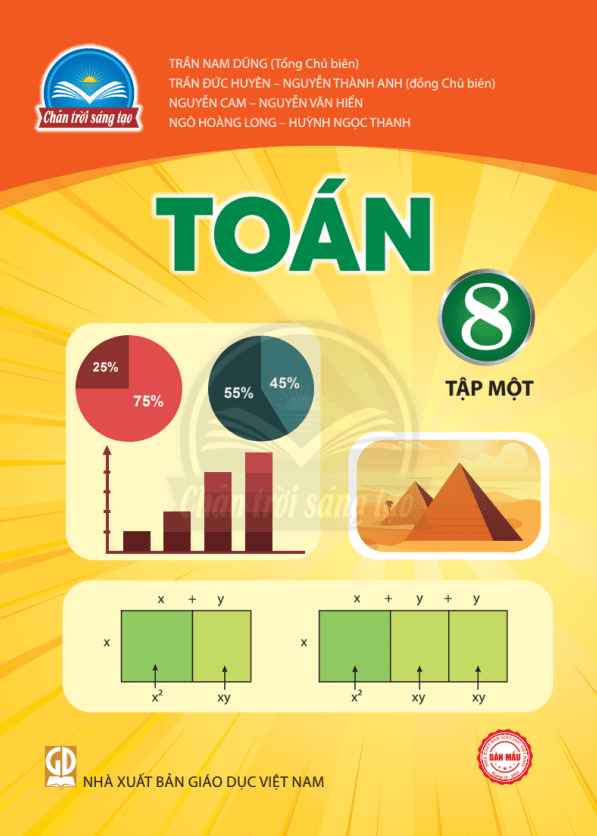 TRẦN NAM DŨNG (Tổng Chủ biên)
TRẦN ĐỨC HUYÊN – NGUYỄN THÀNH ANH (đồng Chủ biên)
NGUYỄN CAM – NGUYỄN VĂN HIỂN
NGÔ HOÀNG LONG – HUỲNH NGỌC THANH
Chân trời sáng tạo
TOÁN
8
TẬP MỘT
25%
75%
55%
45%
Chân trời sáng tạo
x + y
x
x²
xy
x + y + y
x
x²
xy
xy
GD
NHÀ XUẤT BẢN GIÁO DỤC VIỆT NAM
BẢN MẪU